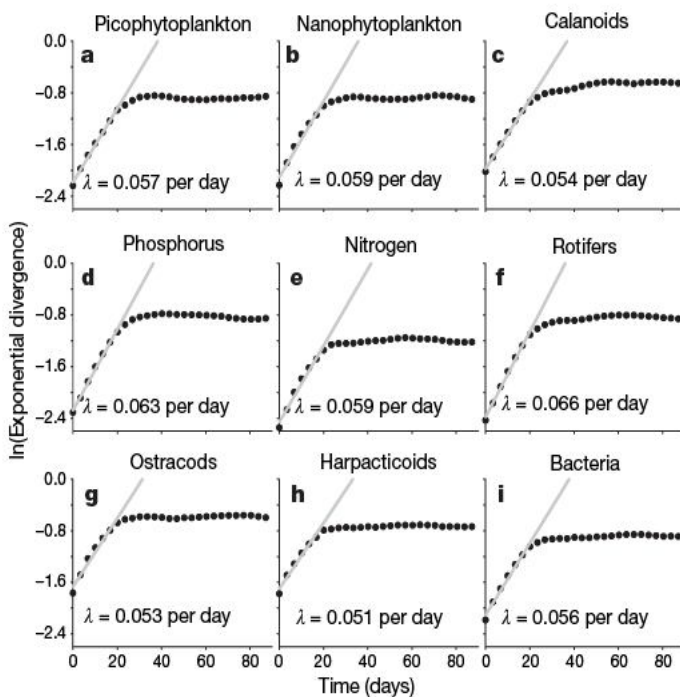 Picophytoplankton Nanophytoplankton Calanoids
0.0 a b c
−0.8
−1.6
−2.4
λ = 0.057 per day λ = 0.059 per day λ = 0.054 per day
Phosphorus Nitrogen Rotifers
0.0 d e f
−0.8
−1.6
−2.4
λ = 0.063 per day λ = 0.059 per day λ = 0.066 per day
Ostracods Harpacticoids Bacteria
0.0 g h i
−0.8
−1.6
−2.4
λ = 0.053 per day λ = 0.051 per day λ = 0.056 per day
0 20 40 60 80 0 20 40 60 80 0 20 40 60 80
Time (days)
ln(Exponential divergence)